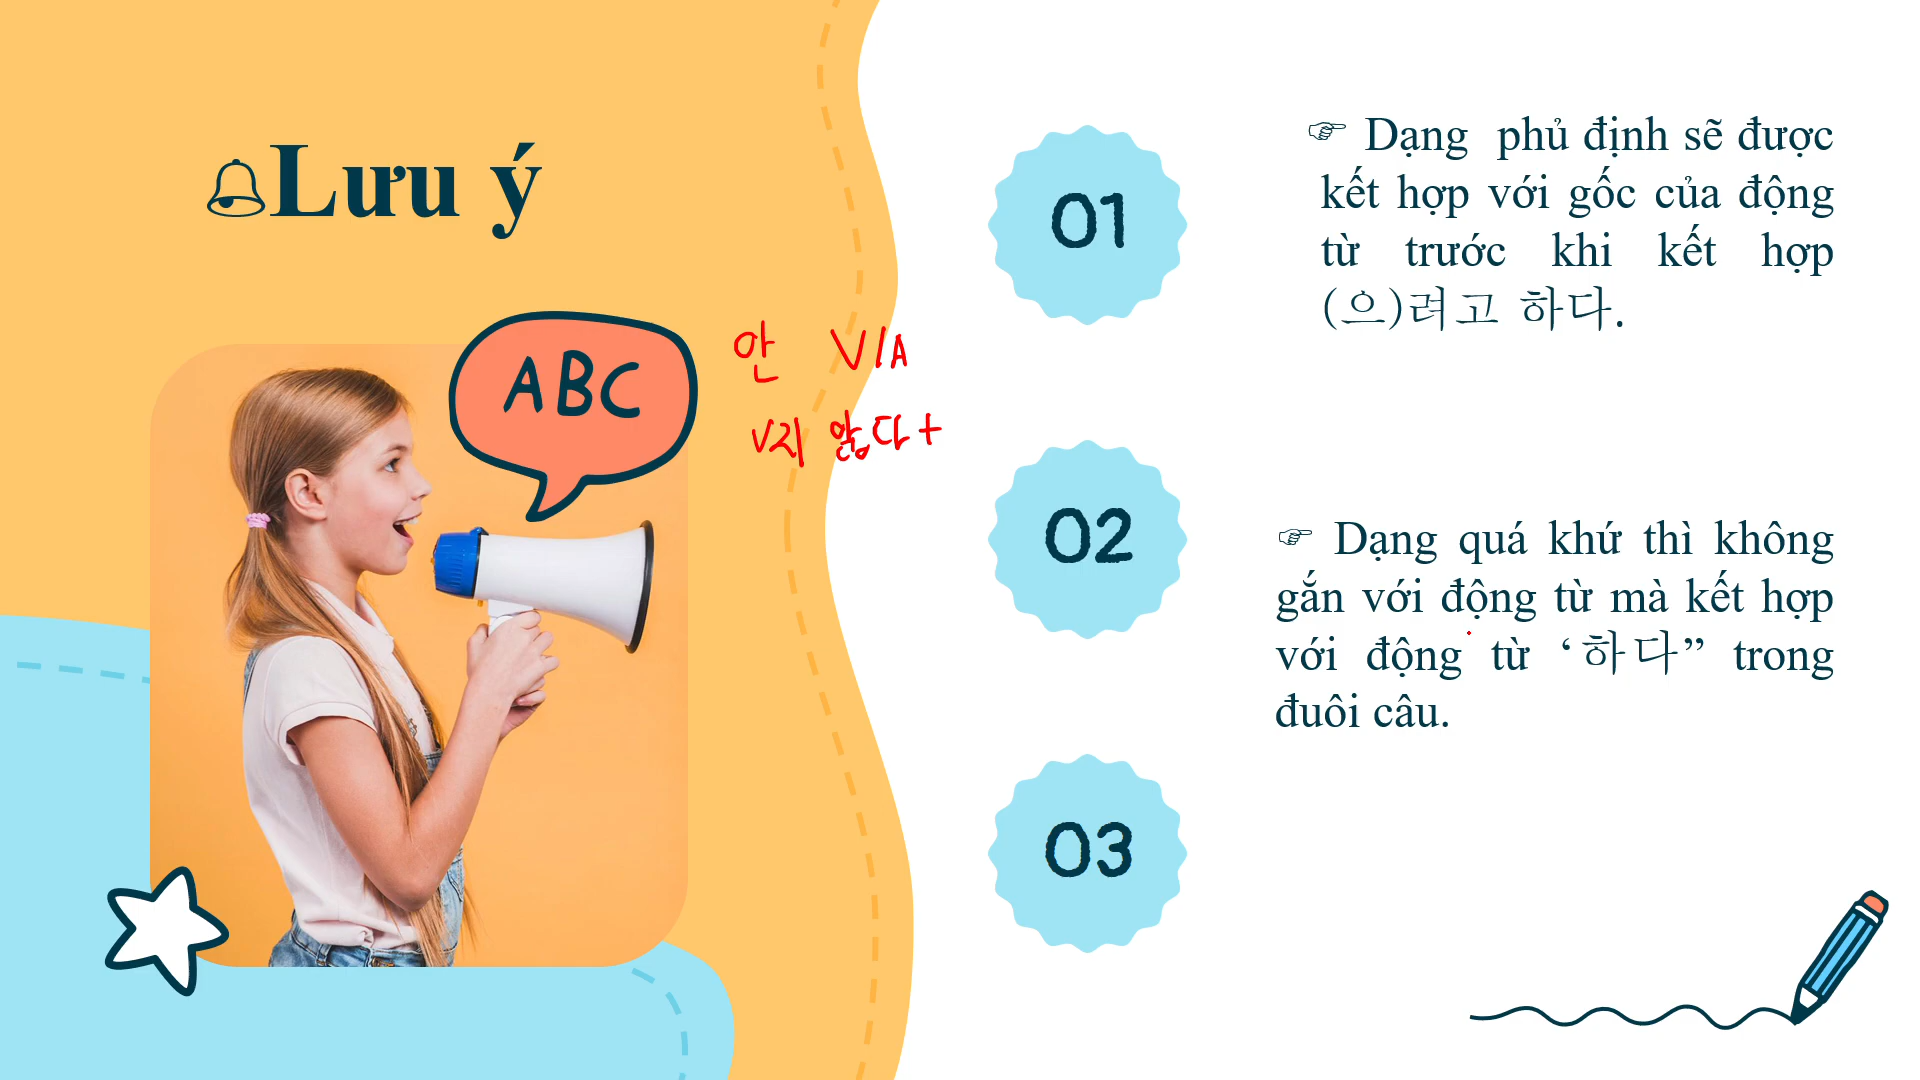 Lưu ý
ABC
안 V/A
V지 않다 +
01
☞ Dạng phủ định sẽ được
kết hợp với gốc của động
từ trước khi kết hợp
(으)려고 하다.
02
☞ Dạng quá khứ thì không
gắn với động từ mà kết hợp
với động từ ‘하다” trong
đuôi câu.
03